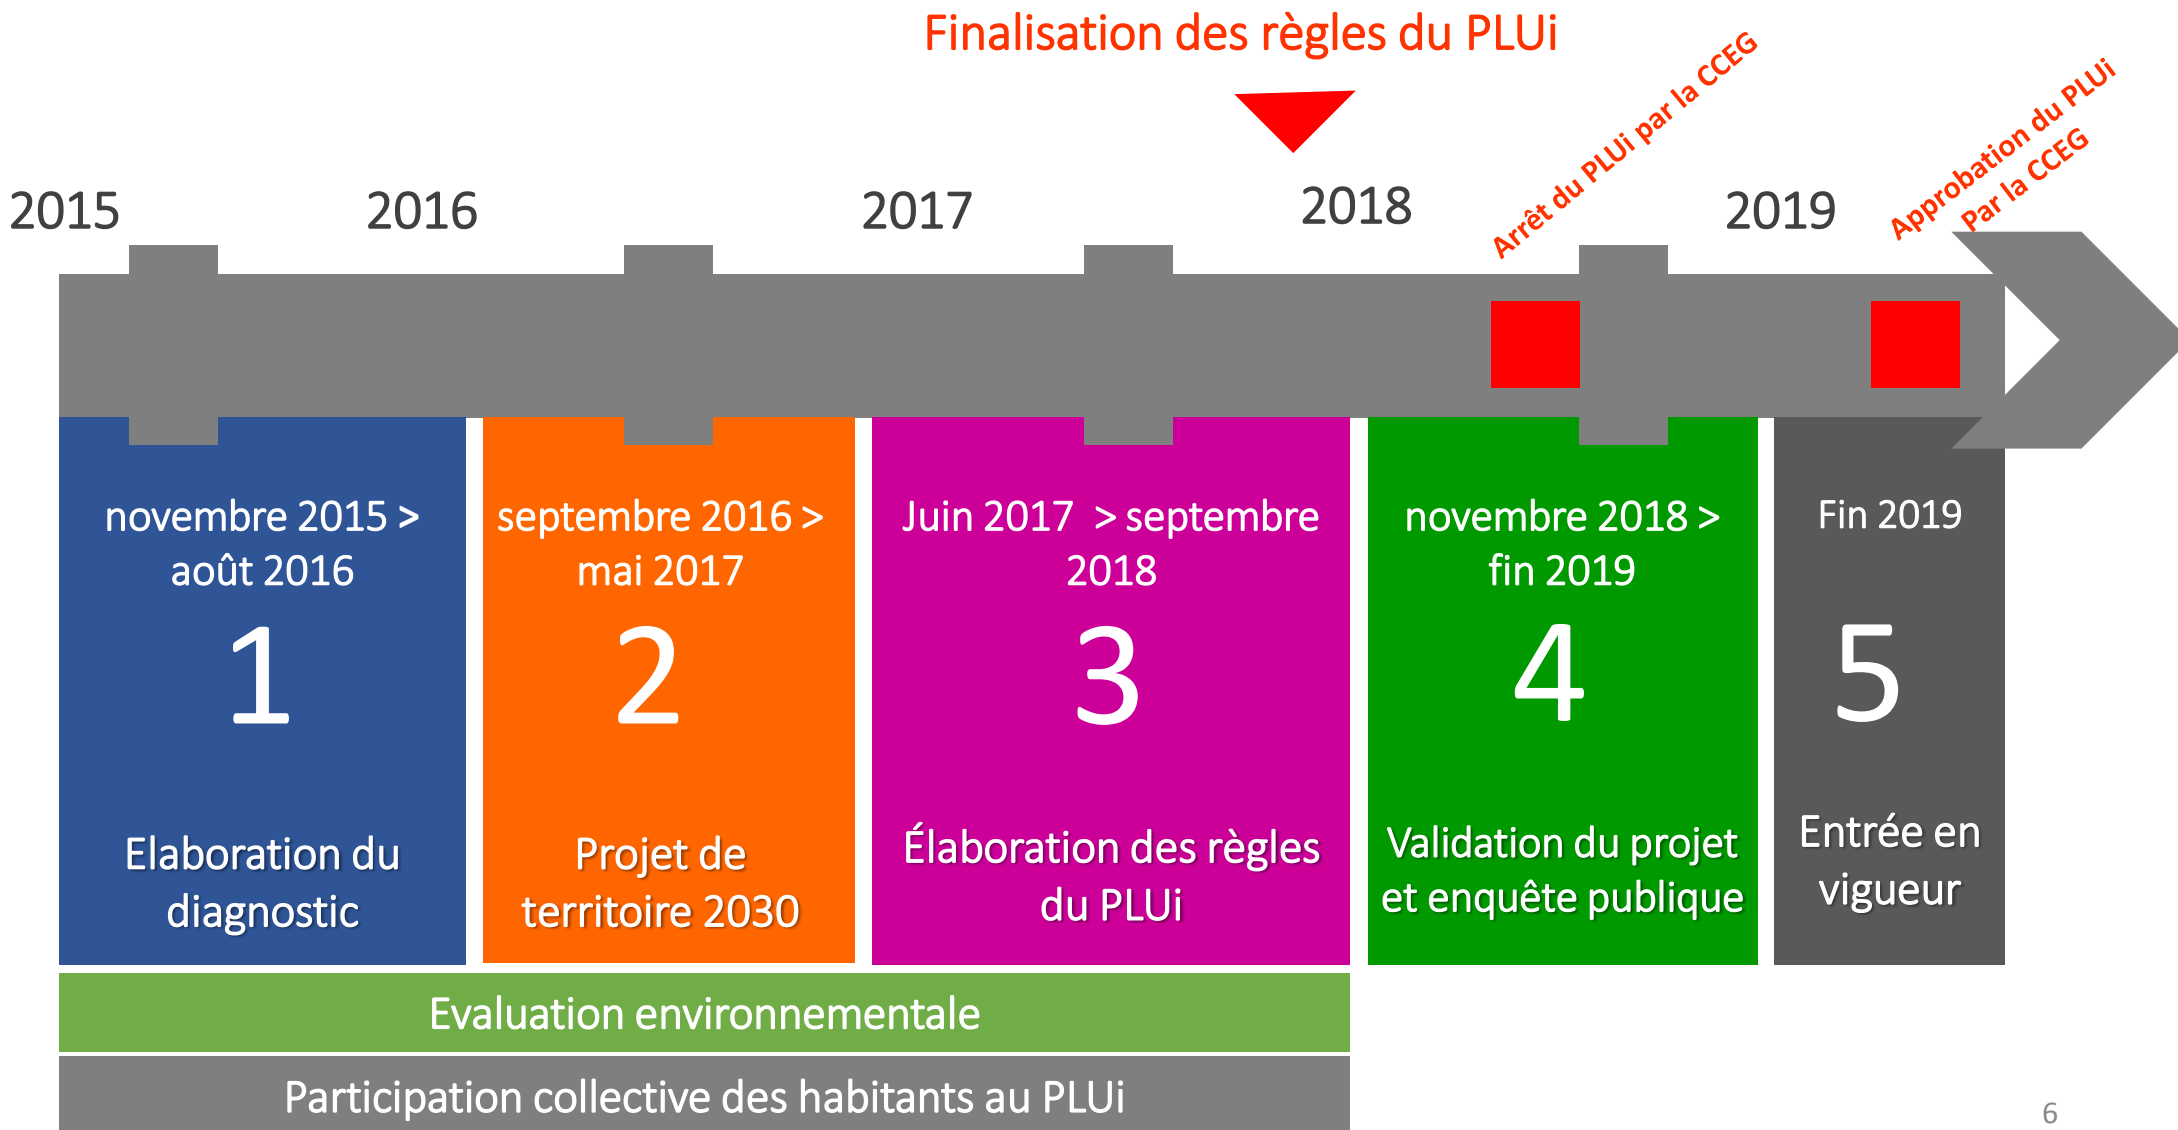 Finalisation des règles du PLUi
Arrêt du PLUi par la CCEG
Approbation du PLUi
Par la CCEG
2015
2016
2017
2018
2019
novembre 2015 >
août 2016
1
Elaboration du
diagnostic
septembre 2016 >
mai 2017
2
Projet de
territoire 2030
Juin 2017 > septembre
2018
3
Élaboration des règles
du PLUi
novembre 2018 >
fin 2019
4
Validation du projet
et enquête publique
Fin 2019
5
Entrée en
vigueur
Evaluation environnementale
Participation collective des habitants au PLUi
6